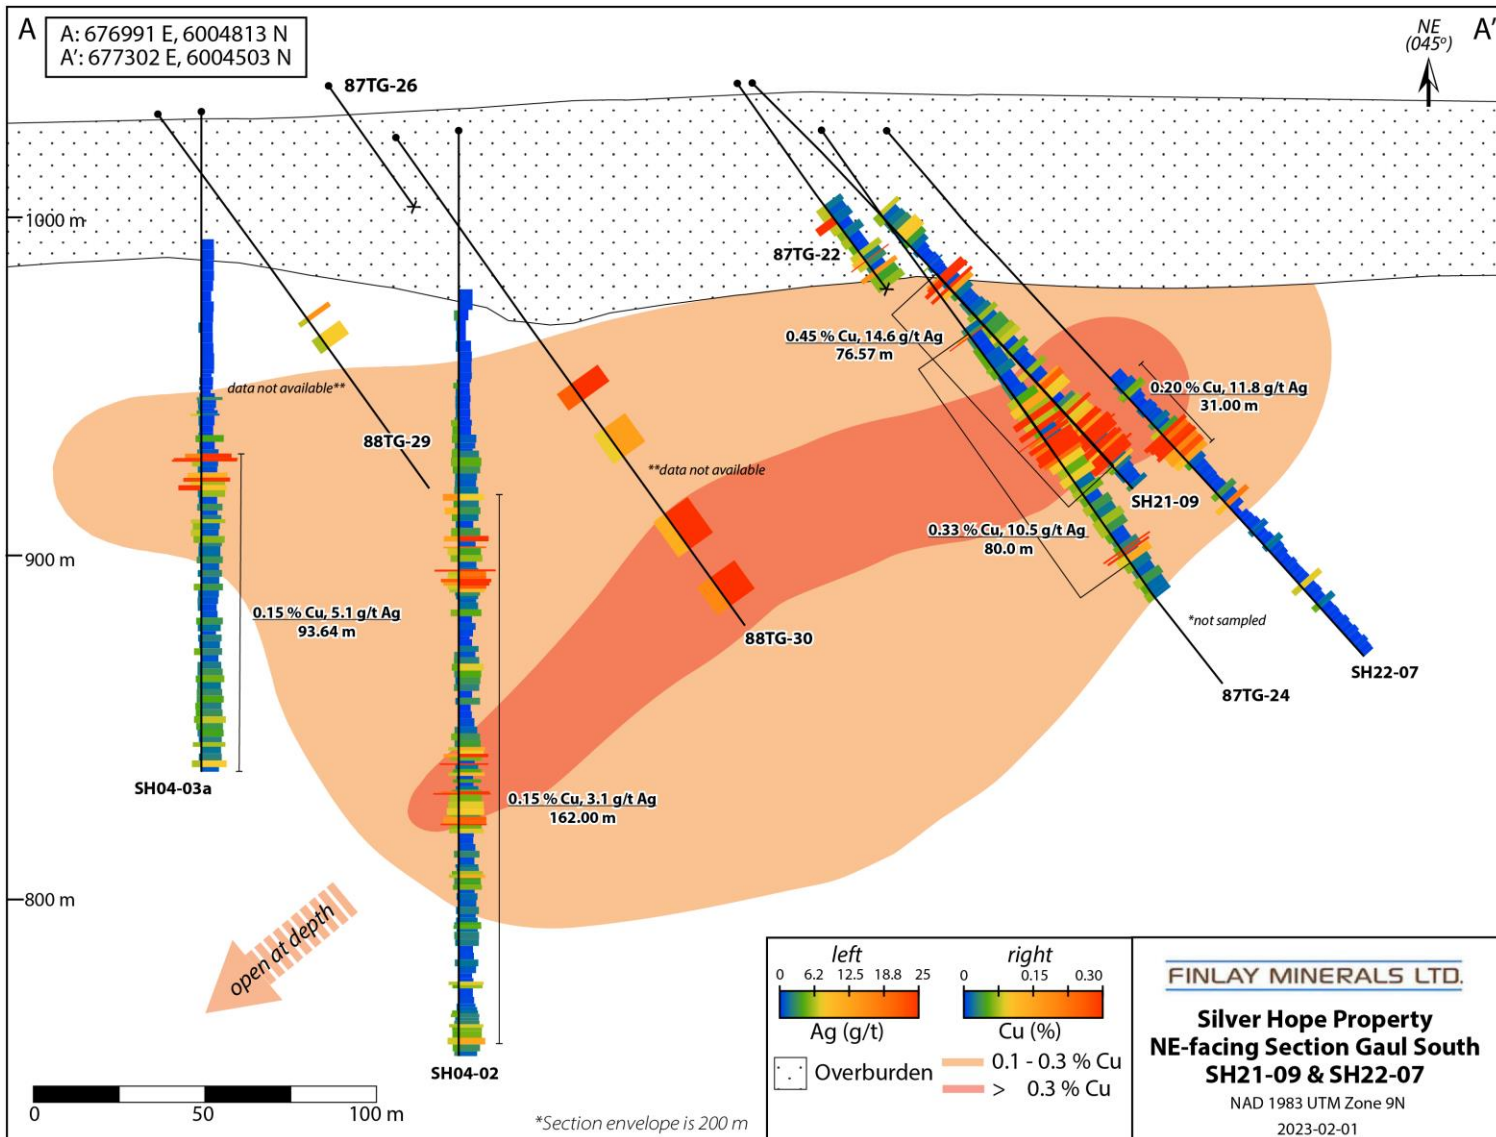 A
A: 676991 E, 6004813 N
A': 677302 E, 6004503 N
NE
(045º)
A'
87TG-26
1000 m
87TG-22
0.45 % Cu, 14.6 g/t Ag
76.57 m
data not available**
0.20 % Cu, 11.8 g/t Ag
31.00 m
88TG-29
**data not available
SH21-09
0.33 % Cu, 10.5 g/t Ag
80.0 m
900 m
0.15 % Cu, 5.1 g/t Ag
93.64 m
88TG-30
*not sampled
SH22-07
87TG-24
SH04-03a
0.15 % Cu, 3.1 g/t Ag
162.00 m
800 m
open at depth
SH04-02
0 50 100 m
*Section envelope is 200 m
left
0 6.2 12.5 18.8 25
Ag (g/t)
right
0 0.15 0.30
Cu (%)
Overburden
0.1 - 0.3 % Cu
> 0.3 % Cu
FINLAY MINERALS LTD.
Silver Hope Property
NE-facing Section Gaul South
SH21-09 & SH22-07
NAD 1983 UTM Zone 9N
2023-02-01